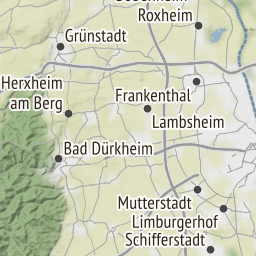 Roxheim
Grünstadt
Herxheim
am Berg
Frankenthal
Lambsheim
Bad Dürkheim
Mutterstadt
Limburgerhof
Schifferstadt